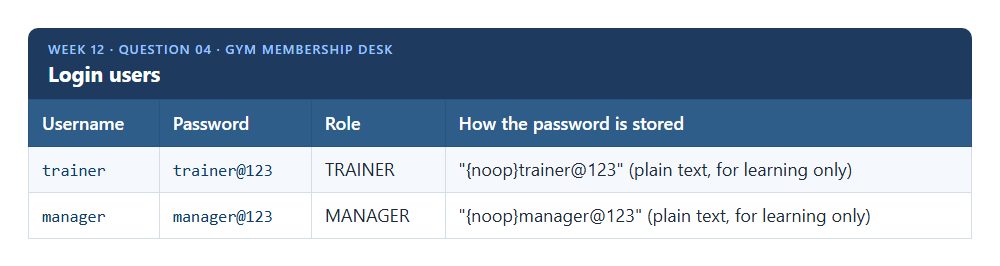 WEEK 12 · QUESTION 04 · GYM MEMBERSHIP DESK
Login users
Username Password Role How the password is stored
trainer trainer@123 TRAINER "{noop}trainer@123" (plain text, for learning only)
manager manager@123 MANAGER "{noop}manager@123" (plain text, for learning only)